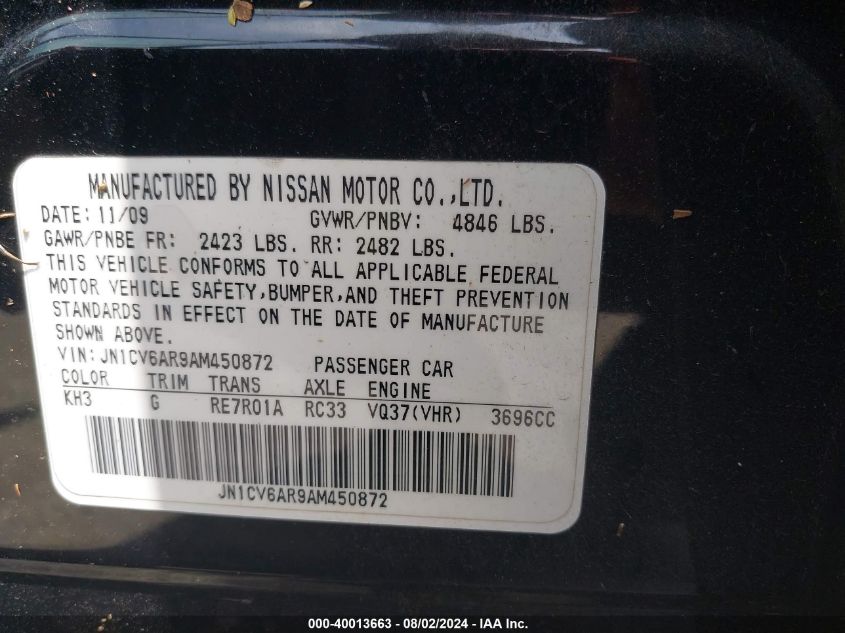 MANUFACTURED BY NISSAN MOTOR CO.,LTD.
DATE: 11/09 GVWR/PNBV: 4846 LBS.
GAWR/PNBE FR: 2423 LBS. RR: 2482 LBS.
THIS VEHICLE CONFORMS TO ALL APPLICABLE FEDERAL
MOTOR VEHICLE SAFETY,BUMPER,AND THEFT PREVENTION
STANDARDS IN EFFECT ON THE DATE OF MANUFACTURE
SHOWN ABOVE.
VIN: JN1CV6AR9AM450872 PASSENGER CAR
COLOR TRIM TRANS AXLE ENGINE
KH3 G RE7R01A RC33 VQ37(VHR) 3696CC
JN1CV6AR9AM450872
000-40013663 - 08/02/2024 - IAA Inc.